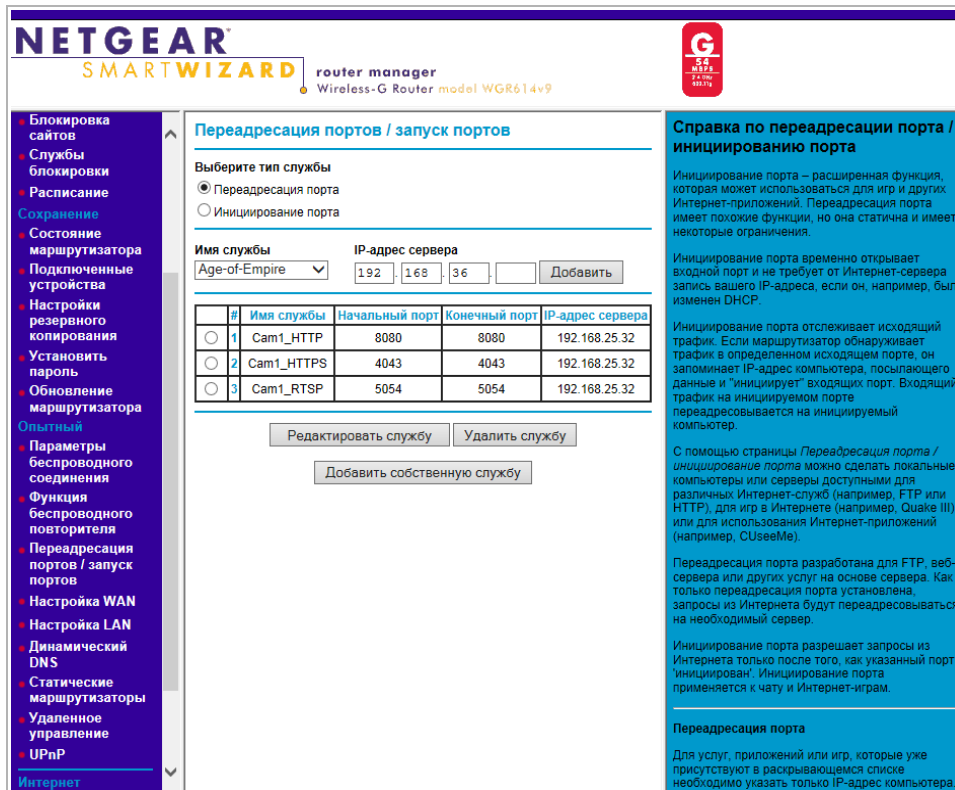 NETGEAR
SMARTWIZARD
router manager
Wireless-G Router model WGR614v9
G
54
MBPS
2.4 GHz
802.11g
Блокировка
сайтов
Службы
блокировки
Расписание
Сохранение
Состояние
маршрутизатора
Подключенные
устройства
Настройки
резервного
копирования
Установить
пароль
Обновление
маршрутизатора
Опытный
Параметры
беспроводного
соединения
Функция
беспроводного
повторителя
Переадресация
портов / запуск
портов
Настройка WAN
Настройка LAN
Динамический
DNS
Статические
маршрутизаторы
Удаленное
управление
UPnP
Интернет
Переадресация портов / запуск портов
Выберите тип службы
Переадресация порта
Инициирование порта
Имя службы IP-адрес сервера
Age-of-Empire 192 . 168 . 36 . Добавить
# Имя службы Начальный порт Конечный порт IP-адрес сервера
1 Cam1_HTTP 8080 8080 192.168.25.32
2 Cam1_HTTPS 4043 4043 192.168.25.32
3 Cam1_RTSP 5054 5054 192.168.25.32
Редактировать службу Удалить службу
Добавить собственную службу
Справка по переадресации порта /
инициированию порта
Инициирование порта – расширенная функция,
которая может использоваться для игр и других
Интернет-приложений. Переадресация порта
имеет похожие функции, но она статична и имеет
некоторые ограничения.
Инициирование порта временно открывает
входной порт и не требует от Интернет-сервера
запись вашего IP-адреса, если он, например, был
изменен DHCP.
Инициирование порта отслеживает исходящий
трафик. Если маршрутизатор обнаруживает
трафик в определенном исходящем порте, он
запоминает IP-адрес компьютера, посылающего
данные и "инициирует" входящих порт. Входящий
трафик на инициируемом порте
переадресовывается на инициируемый
компьютер.
С помощью страницы Переадресация порта /
инициирование порта можно сделать локальные
компьютеры или серверы доступными для
различных Интернет-служб (например, FTP или
HTTP), для игр в Интернете (например, Quake III)
или для использования Интернет-приложений
(например, CUseeMe).
Переадресация порта разработана для FTP, веб-
сервера или других услуг на основе сервера. Как
только переадресация порта установлена,
запросы из Интернета будут переадресовываться
на необходимый сервер.
Инициирование порта разрешает запросы из
Интернета только после того, как указанный порт
'инициирован'. Инициирование порта
применяется к чату и Интернет-играм.
Переадресация порта
Для услуг, приложений или игр, которые уже
присутствуют в раскрывающемся списке
необходимо указать только IP-адрес компьютера.